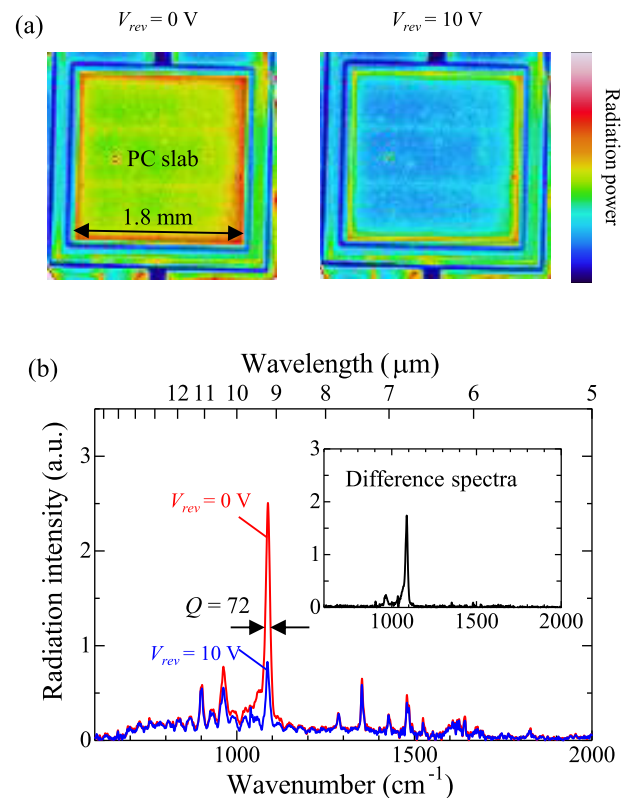 (a)
V_rev = 0 V
V_rev = 10 V
PC slab
1.8 mm
Radiation power
(b)
Wavelength (μm)
12 11 10 9 8 7 6 5
3
2
1
0
Radiation intensity (a.u.)
V_rev = 0 V
Q = 72
V_rev = 10 V
3
2
1
0
Difference spectra
1000 1500 2000
1000 1500 2000
Wavenumber (cm⁻¹)